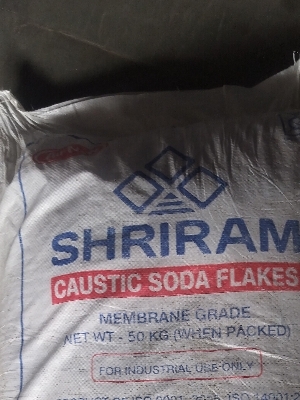 SHRIRAM
CAUSTIC SODA FLAKES
MEMBRANE GRADE
NET WT - 50 KG (WHEN PACKED)
FOR INDUSTRIAL USE ONLY